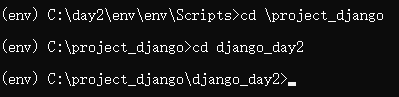 (env) C:\day2\env\env\Scripts>cd \project_django
(env) C:\project_django>cd django_day2
(env) C:\project_django\django_day2>